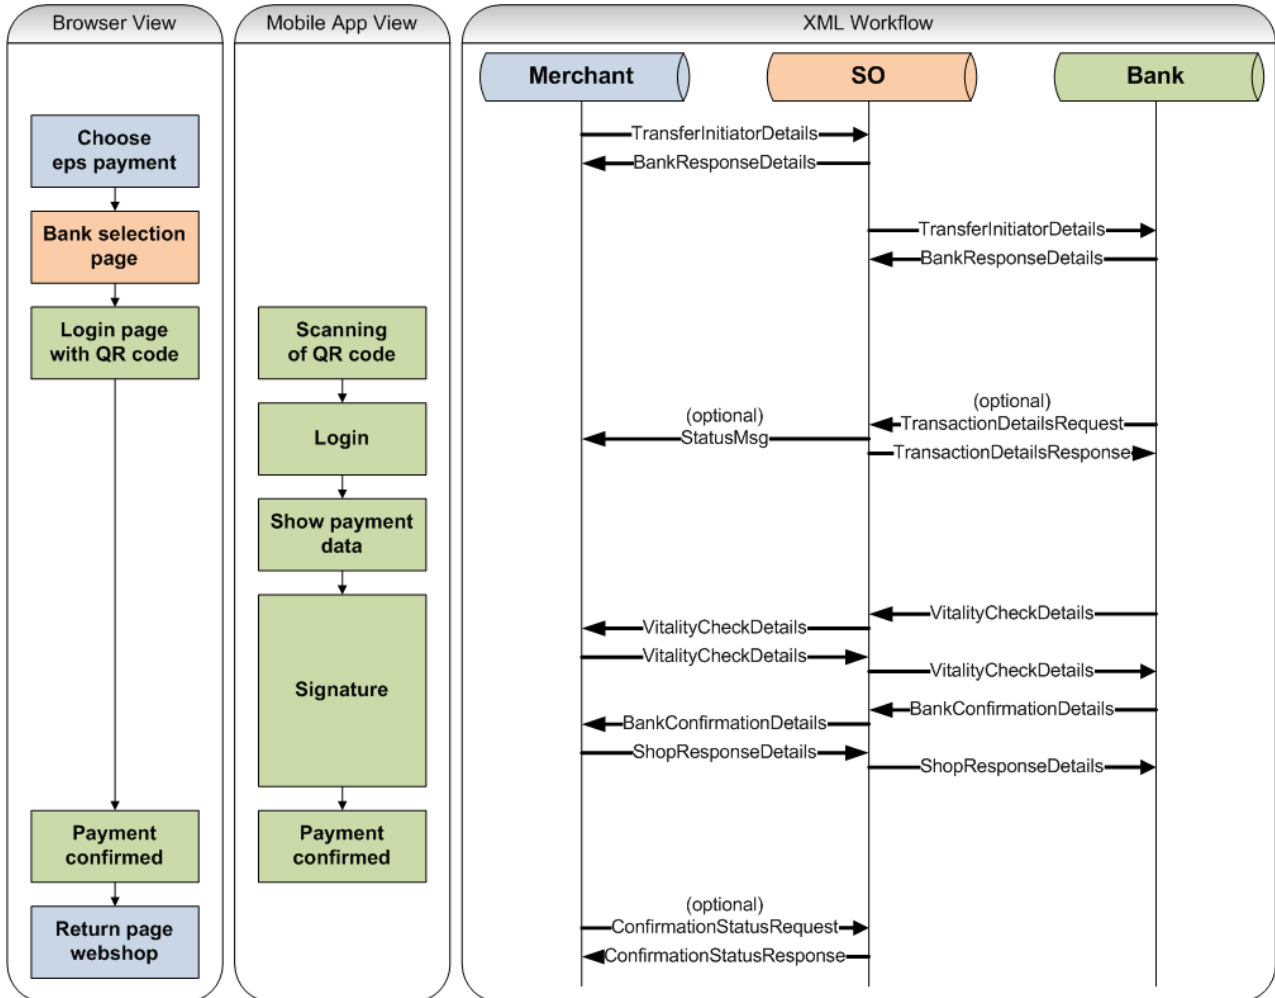 Browser View
Choose
eps payment
Bank selection
page
Login page
with QR code
Payment
confirmed
Return page
webshop
Mobile App View
Scanning
of QR code
Login
Show payment
data
Signature
Payment
confirmed
XML Workflow
Merchant
SO
Bank
TransferInitiatorDetails
BankResponseDetails
TransferInitiatorDetails
BankResponseDetails
(optional)
TransactionDetailsRequest
(optional)
StatusMsg
TransactionDetailsResponse
VitalityCheckDetails
VitalityCheckDetails
VitalityCheckDetails
VitalityCheckDetails
BankConfirmationDetails
BankConfirmationDetails
ShopResponseDetails
ShopResponseDetails
(optional)
ConfirmationStatusRequest
ConfirmationStatusResponse